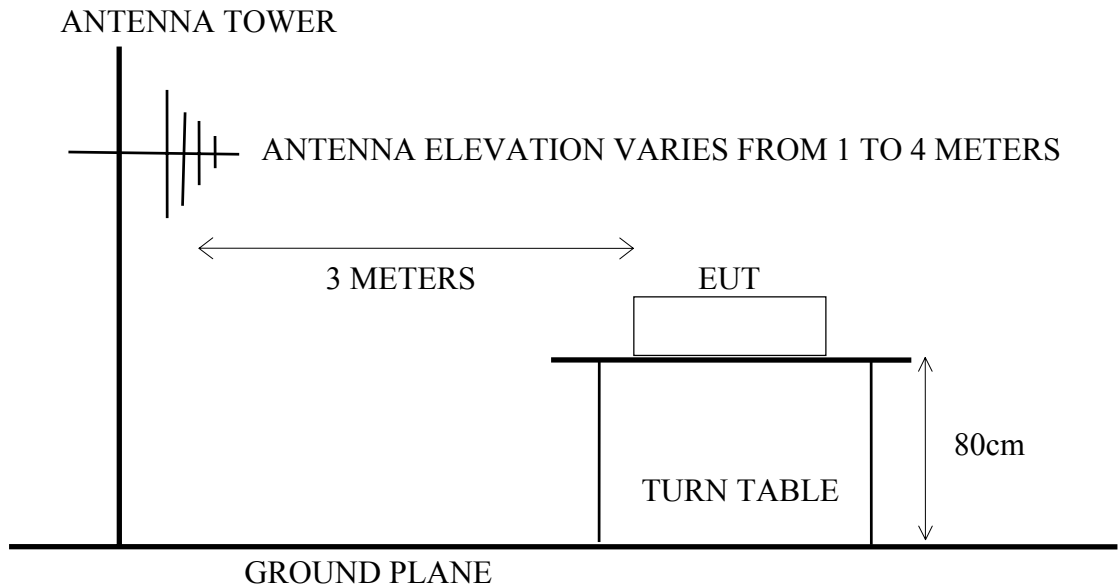 ANTENNA TOWER
ANTENNA ELEVATION VARIES FROM 1 TO 4 METERS
3 METERS
EUT
80cm
TURN TABLE
GROUND PLANE